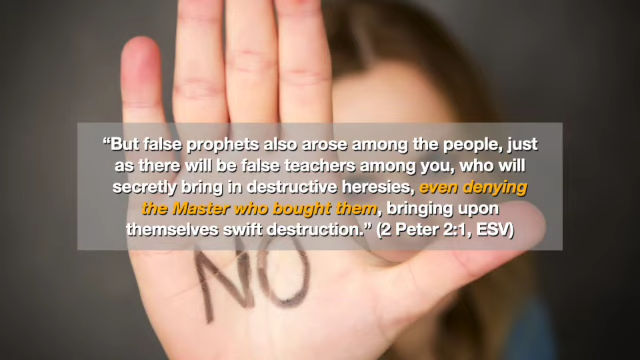 “But false prophets also arose among the people, just
as there will be false teachers among you, who will
secretly bring in destructive heresies, even denying
the Master who bought them, bringing upon
themselves swift destruction.” (2 Peter 2:1, ESV)
NO